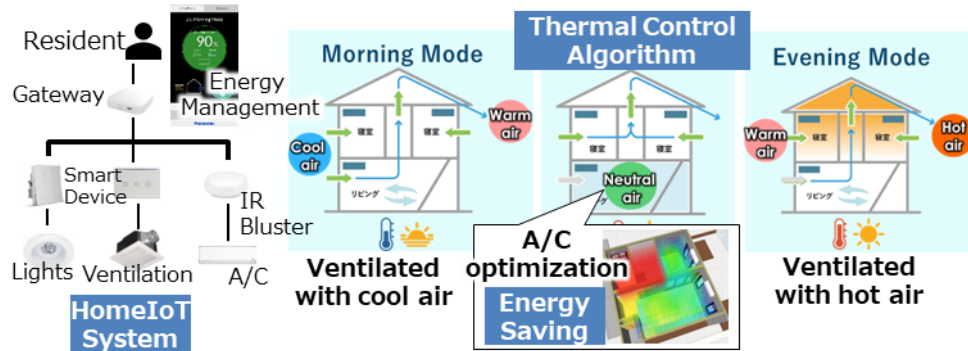 Resident
Gateway
90%
Energy
Management
Panasonic
Smart
Device
IR
Bluster
Lights
Ventilation
A/C
HomeIoT
System
Thermal Control
Algorithm
Morning Mode
Cool
air
Warm
air
寝室
寝室
リビング
Ventilated
with cool air
寝室
寝室
Neutral
air
A/C
optimization
Energy
Saving
Evening Mode
Warm
air
Hot
air
寝室
寝室
リビング
Ventilated
with hot air